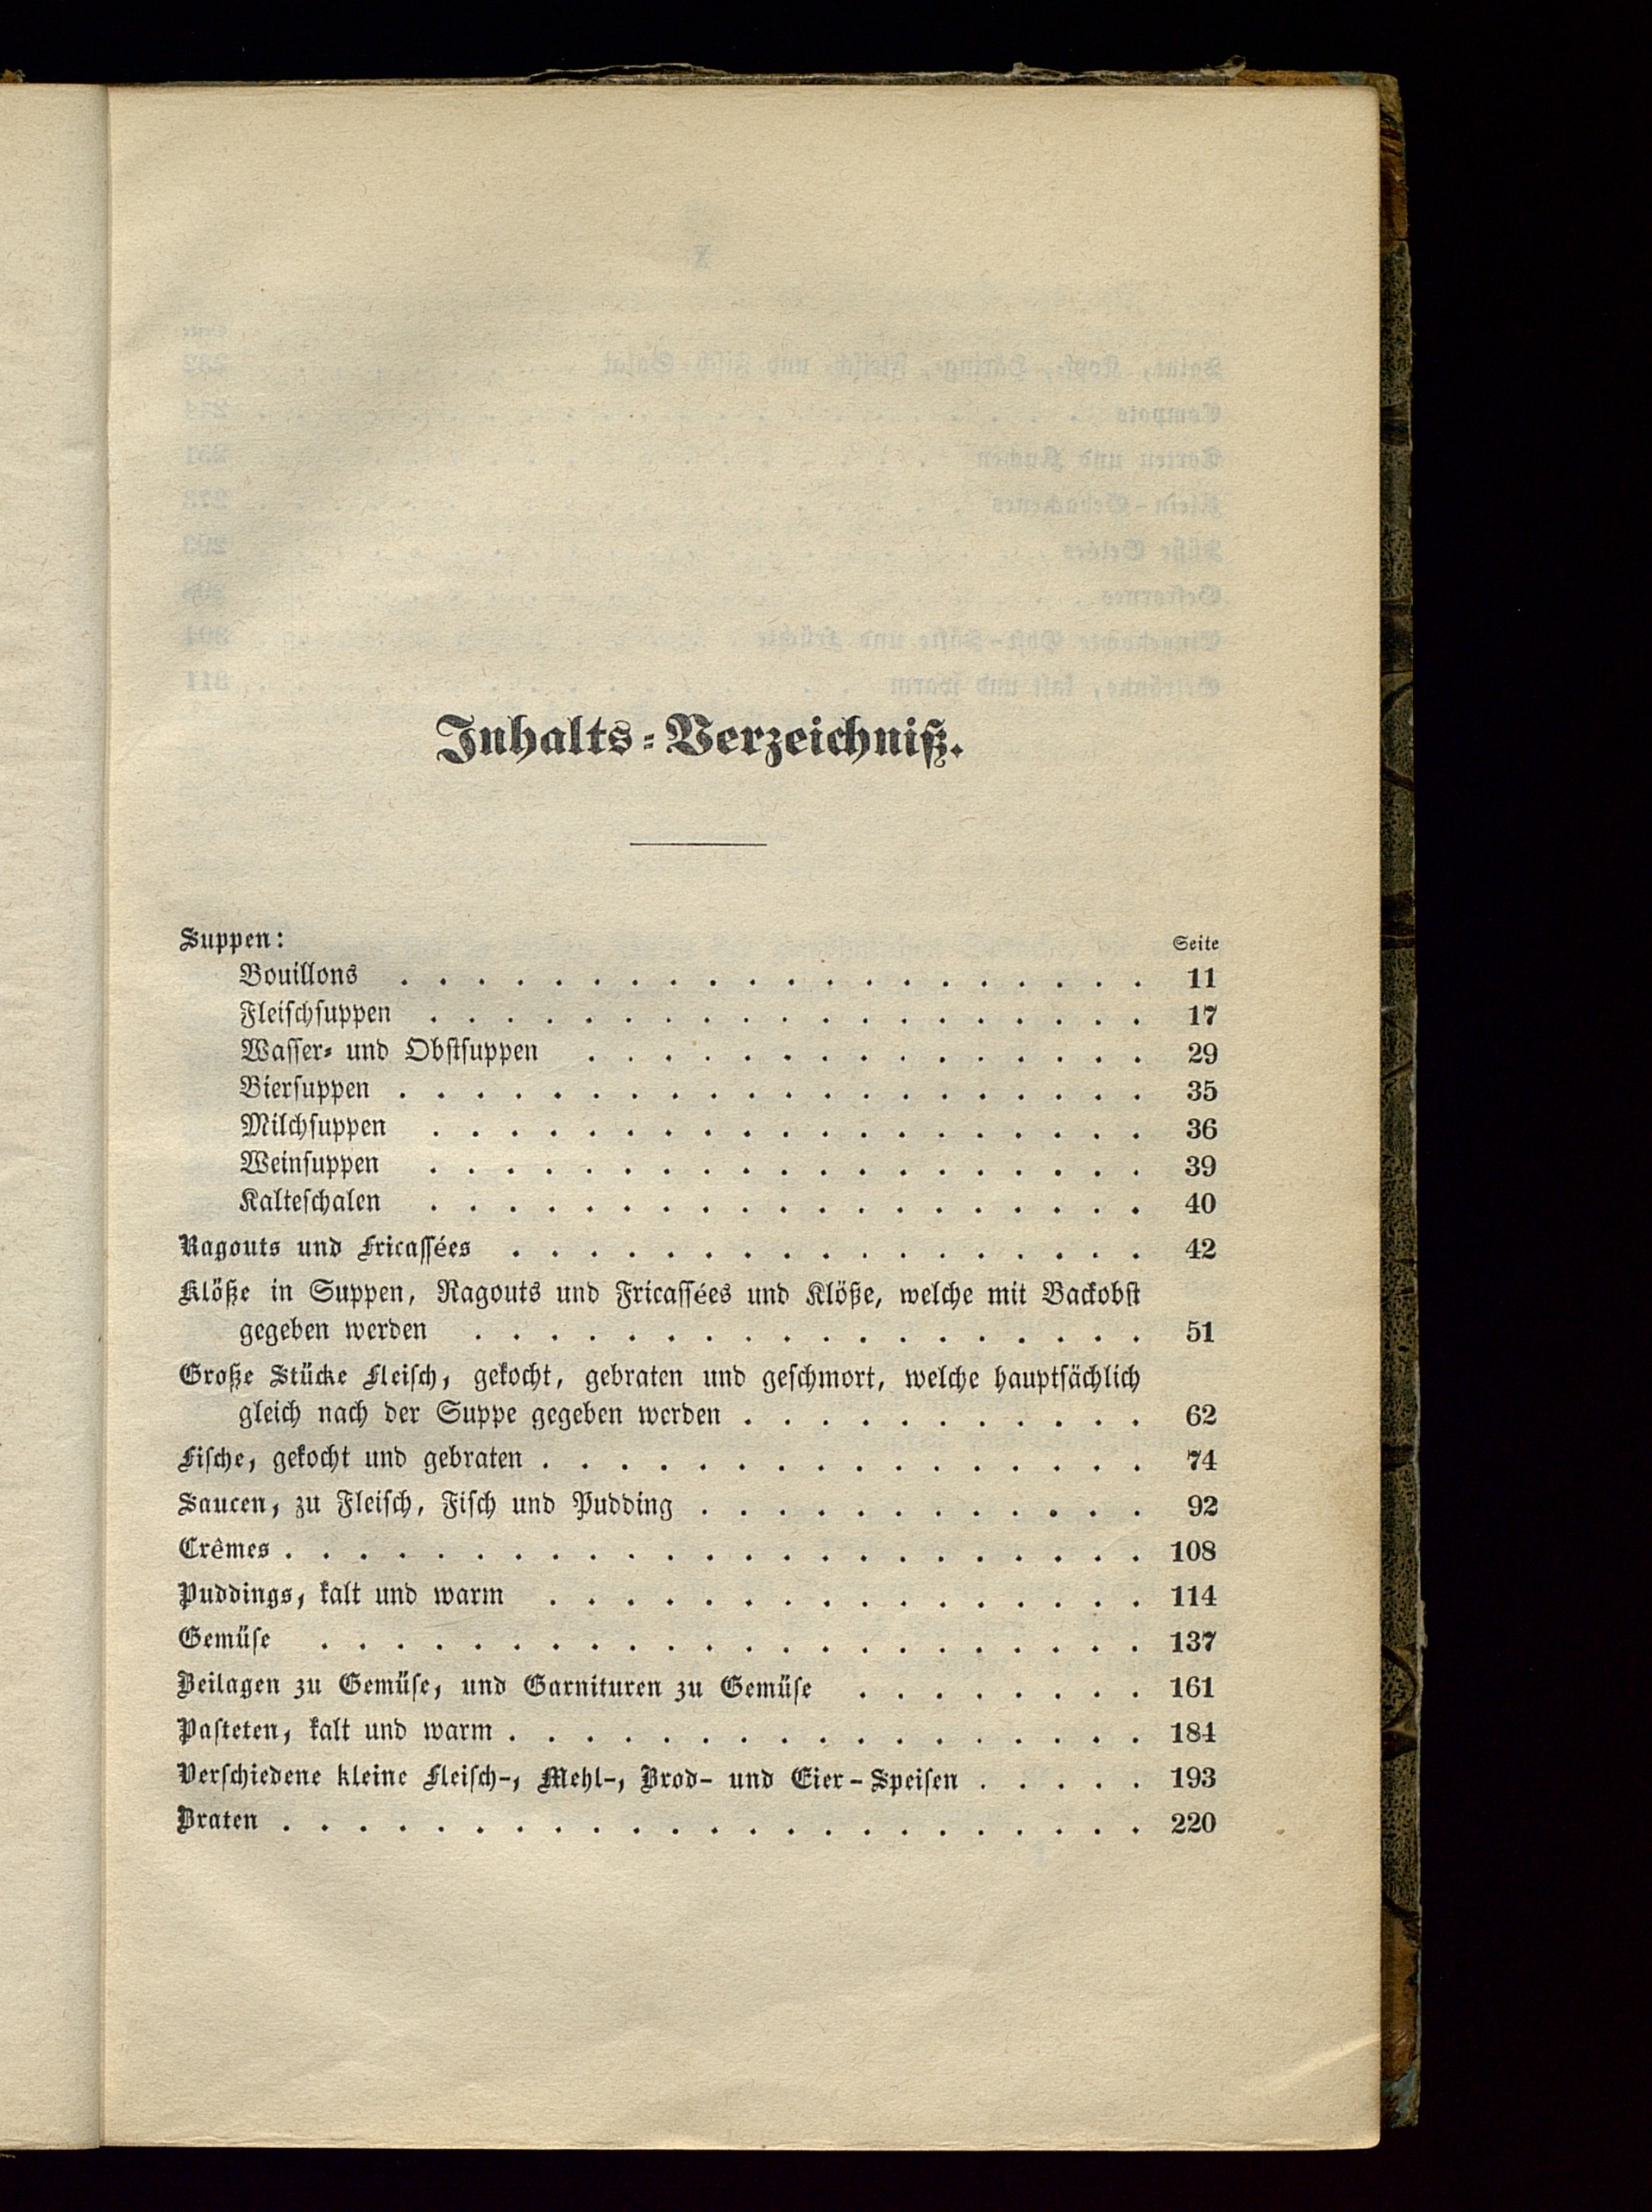 Inhalts=Verzeichniß.
Suppen: Seite
Bouillons . . . . . . . . . . . . . . . . . . . . 11
Fleischsuppen . . . . . . . . . . . . . . . . . . . 17
Wasser= und Obstsuppen . . . . . . . . . . . . . . . 29
Biersuppen . . . . . . . . . . . . . . . . . . . . 35
Milchsuppen . . . . . . . . . . . . . . . . . . . 36
Weinsuppen . . . . . . . . . . . . . . . . . . . 39
Kalteschalen . . . . . . . . . . . . . . . . . . . 40
Ragouts und Fricassées . . . . . . . . . . . . . . . . . 42
Klöße in Suppen, Ragouts und Fricassées und Klöße, welche mit Backobst
gegeben werden . . . . . . . . . . . . . . . . . . 51
Große Stücke Fleisch, gekocht, gebraten und geschmort, welche hauptsächlich
gleich nach der Suppe gegeben werden . . . . . . . . . . . 62
Fische, gekocht und gebraten . . . . . . . . . . . . . . . . 74
Saucen, zu Fleisch, Fisch und Pudding . . . . . . . . . . . . 92
Crêmes . . . . . . . . . . . . . . . . . . . . . . . 108
Puddings, kalt und warm . . . . . . . . . . . . . . . . 114
Gemüse . . . . . . . . . . . . . . . . . . . . . . 137
Beilagen zu Gemüse, und Garnituren zu Gemüse . . . . . . . . 161
Pasteten, kalt und warm . . . . . . . . . . . . . . . . . 184
Verschiedene kleine Fleisch-, Mehl-, Brod- und Eier-Speisen . . . . . 193
Braten . . . . . . . . . . . . . . . . . . . . . . . 220